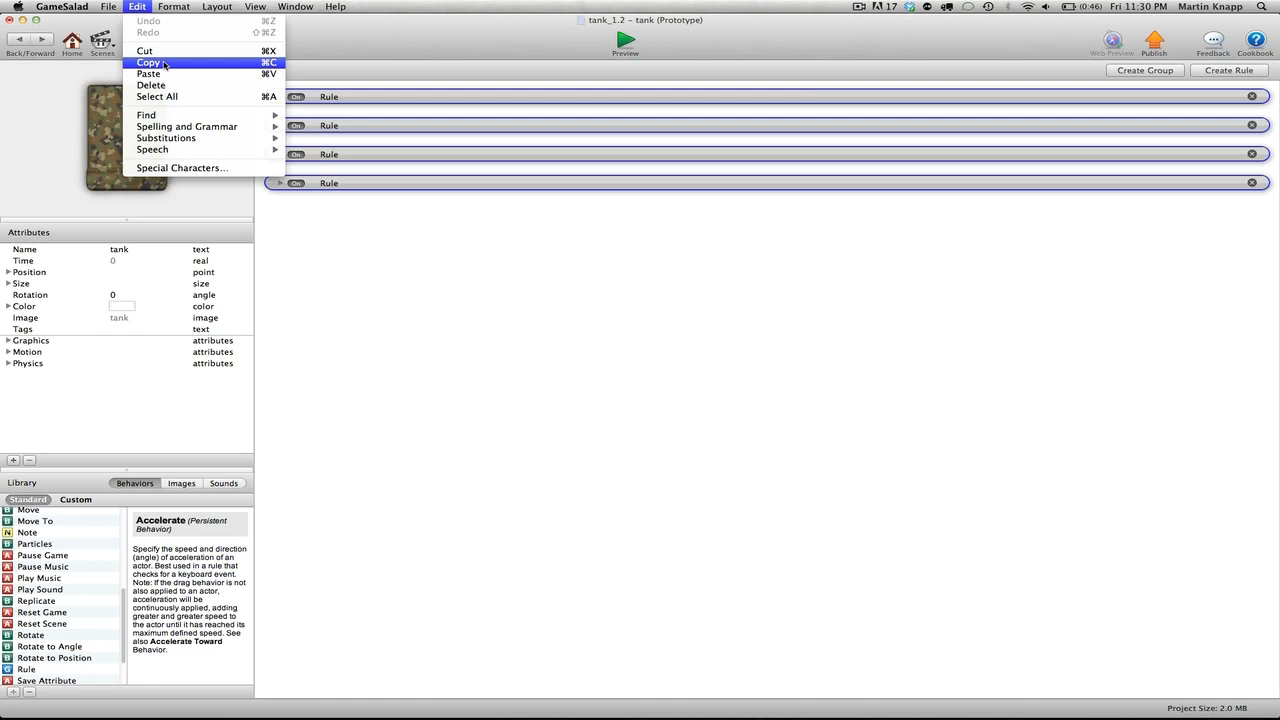 GameSalad File Edit Format Layout View Window Help 17 (0:46) Fri 11:30 PM Martin Knapp
tank_1.2 – tank (Prototype)
Back/Forward Home Scenes Preview Web Preview Publish Feedback Cookbook
Undo ⌘Z
Redo ⇧⌘Z
Cut ⌘X
Copy ⌘C
Paste ⌘V
Delete
Select All ⌘A
Find
Spelling and Grammar
Substitutions
Speech
Special Characters...
Create Group Create Rule
On Rule
On Rule
On Rule
On Rule
Attributes
Name tank text
Time 0 real
Position point
Size size
Rotation 0 angle
Color color
Image tank image
Tags text
Graphics attributes
Motion attributes
Physics attributes
Library Behaviors Images Sounds
Standard Custom
B Move
B Move To
N Note
B Particles
A Pause Game
A Pause Music
A Play Music
A Play Sound
B Replicate
A Reset Game
A Reset Scene
B Rotate
B Rotate to Angle
B Rotate to Position
G Rule
A Save Attribute
Accelerate (Persistent
Behavior)
Specify the speed and direction
(angle) of acceleration of an
actor. Best used in a rule that
checks for a keyboard event.
Note: If the drag behavior is not
also applied to an actor,
acceleration will be
continuously applied, adding
greater and greater speed to
the actor until it has reached its
maximum defined speed. See
also Accelerate Toward
Behavior.
Project Size: 2.0 MB